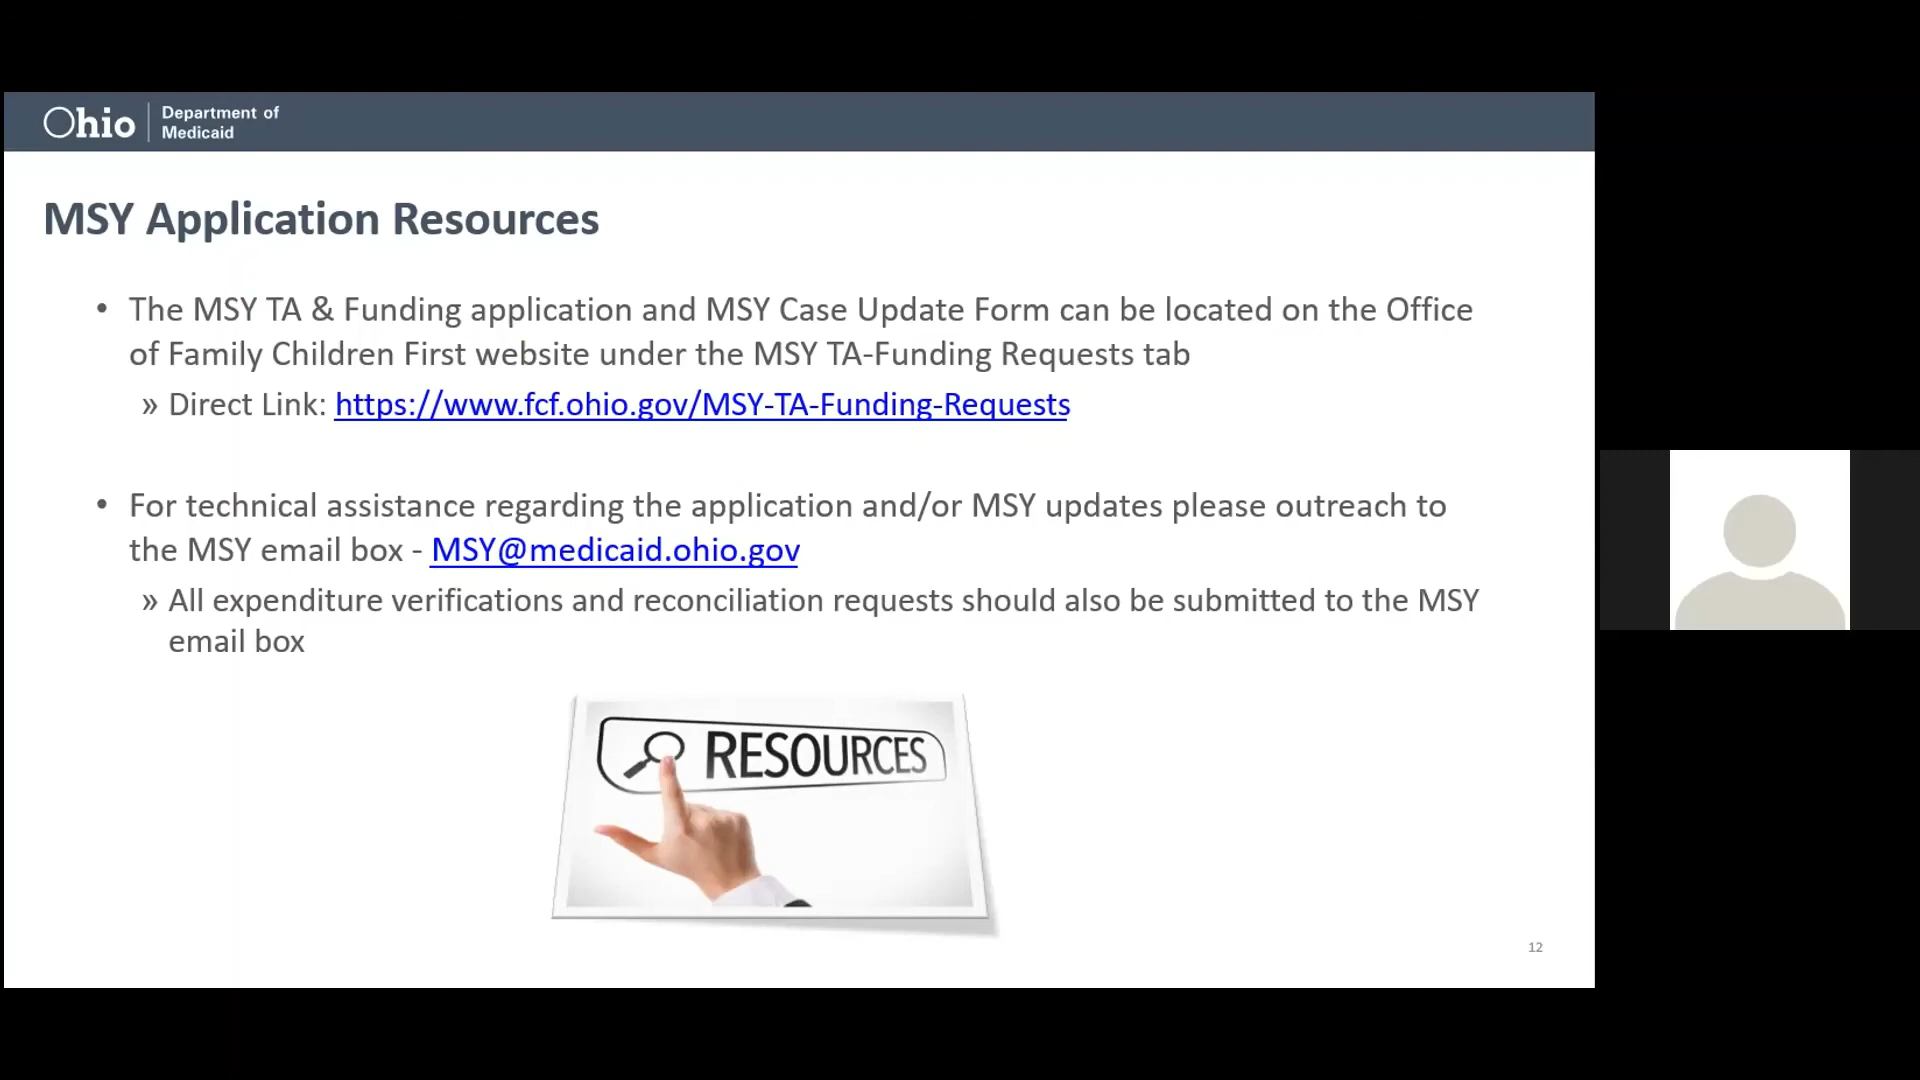 Ohio
Department of
Medicaid
MSY Application Resources
• The MSY TA & Funding application and MSY Case Update Form can be located on the Office
of Family Children First website under the MSY TA-Funding Requests tab
» Direct Link: https://www.fcf.ohio.gov/MSY-TA-Funding-Requests
• For technical assistance regarding the application and/or MSY updates please outreach to
the MSY email box - MSY@medicaid.ohio.gov
» All expenditure verifications and reconciliation requests should also be submitted to the MSY
email box
RESOURCES
12